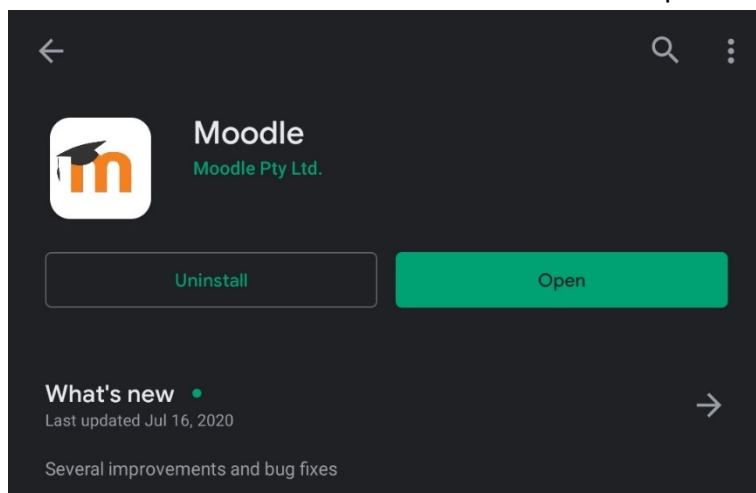 Moodle
Moodle Pty Ltd.
Uninstall
Open
What's new
Last updated Jul 16, 2020
Several improvements and bug fixes